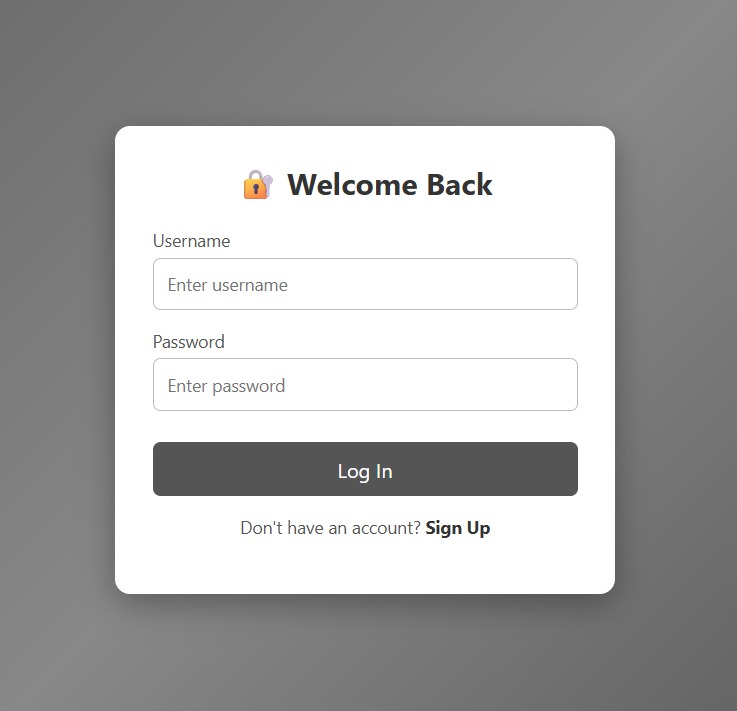 🔐 Welcome Back
Username
Enter username
Password
Enter password
Log In
Don't have an account? Sign Up